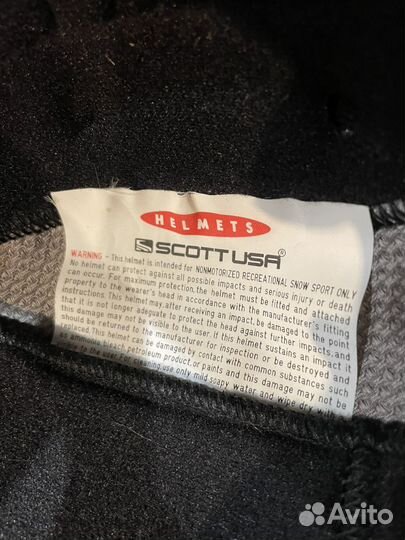 HELMETS
SCOTT USA®
WARNING - This helmet is intended for NONMOTORIZED RECREATIONAL SNOW SPORT ONLY
No helmet can protect against all possible impacts and serious injury or death
can occur. For maximum protection, the helmet must be fitted and attached
property to the wearer's head in accordance with the manufacturer's fitting
instructions. This helmet may, after receiving an impact, be damaged to the point
that it is no longer adequate to protect the head against further impacts, and
this damage may not be visible to the user. If this helmet sustains an impact it
should be returned to the manufacturer for inspection or be destroyed and
replaced. Your helmet can be damaged by contact with common substances such
as ammonia, bleach petroleum product, or paints and this damage may not be
to the user. For cleaning, use only mild soapy water and wipe dry with
Avito